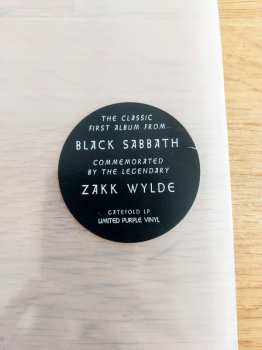 THE CLASSIC
FIRST ALBUM FROM...
BLACK SABBATH
COMMEMORATED
BY THE LEGENDARY
ZAKK WYLDE
GATEFOLD LP
LIMITED PURPLE VINYL